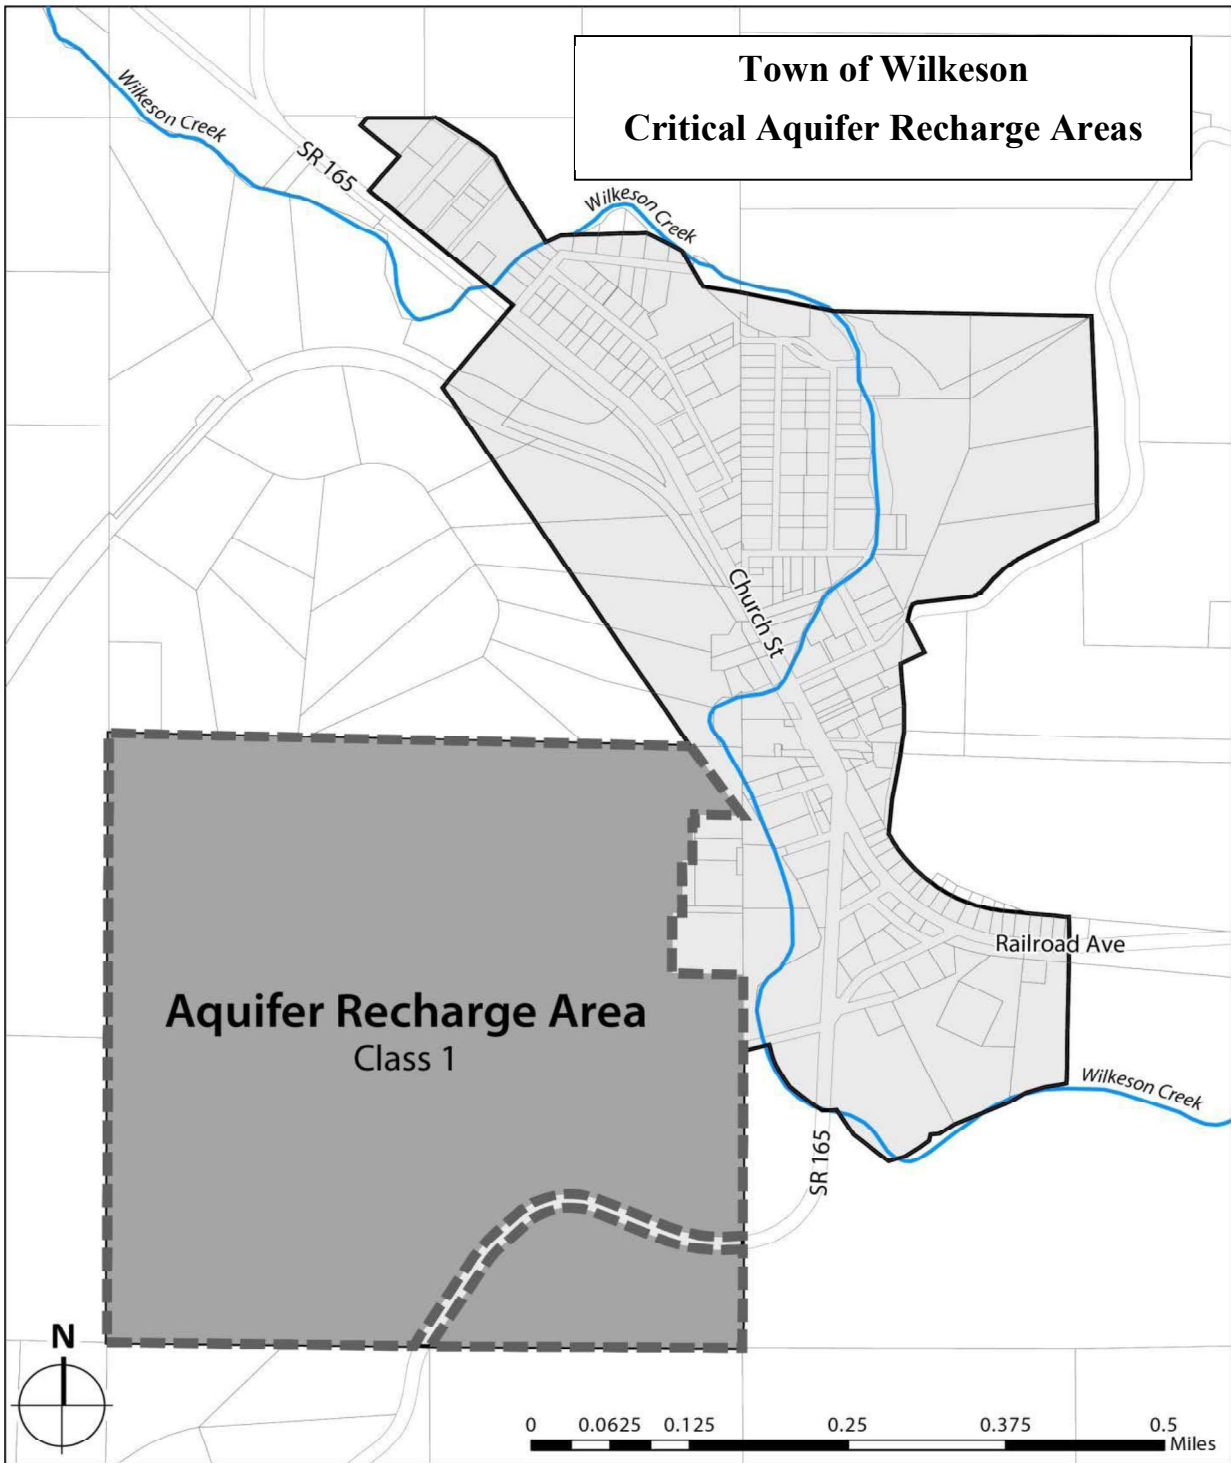 Town of Wilkeson
Critical Aquifer Recharge Areas
Wilkeson Creek
SR 165
Wilkeson Creek
Church St
Railroad Ave
Aquifer Recharge Area
Class 1
Wilkeson Creek
SR 165
N
0 0.0625 0.125 0.25 0.375 0.5
Miles